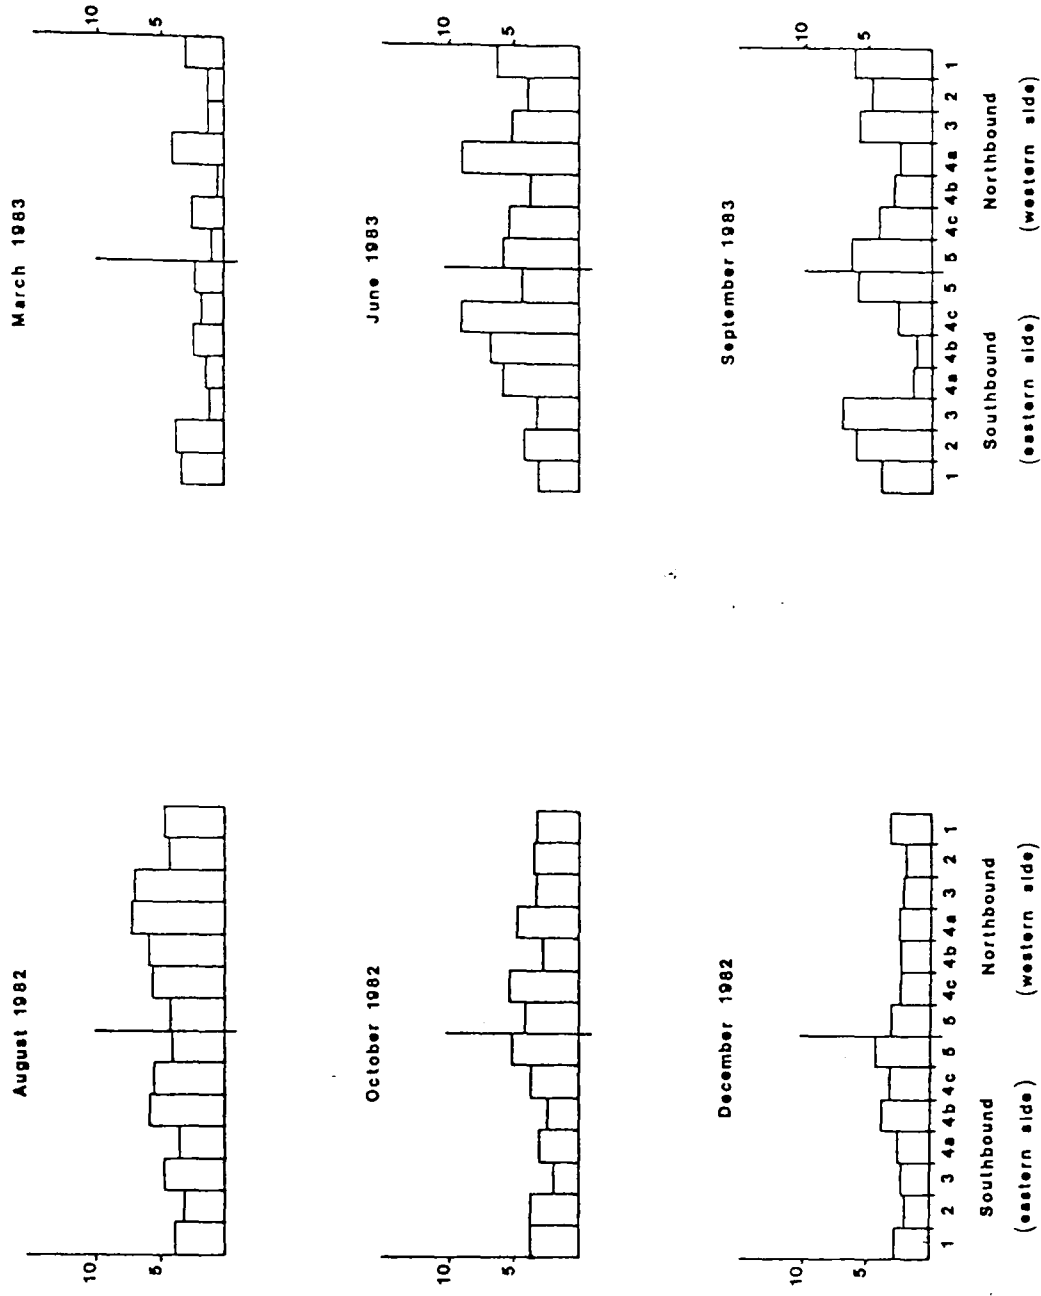 August 1982
10
5
October 1982
10
5
December 1982
10
5
1 2 3 4a 4b 4c 5 5 4c 4b 4a 3 2 1
Southbound Northbound
(eastern side) (western side)
March 1983
10
5
June 1983
10
5
September 1983
10
5
1 2 3 4a 4b 4c 5 5 4c 4b 4a 3 2 1
Southbound Northbound
(eastern side) (western side)